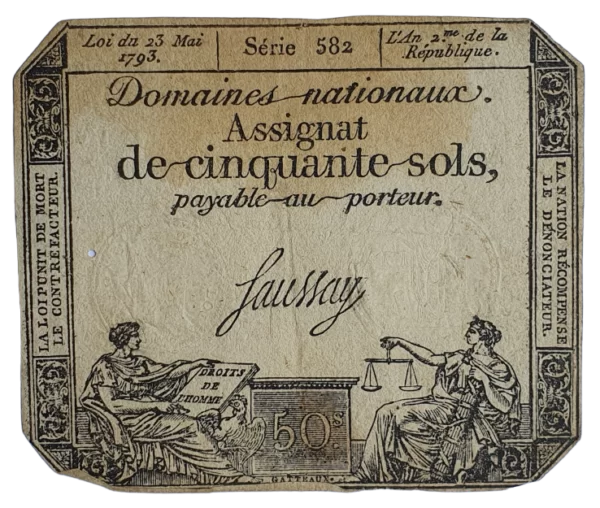 Loi du 23 Mai
1793.
Série 582
L'An 2.me de la
République.
Domaines nationaux.
Assignat
de cinquante sols,
payable au porteur.
Saussay
LA LOI PUNIT DE MORT
LE CONTREFACTEUR.
LA NATION RÉCOMPENSE
LE DÉNONCIATEUR.
DROITS
DE
L'HOMME
50s
GATTEAUX.